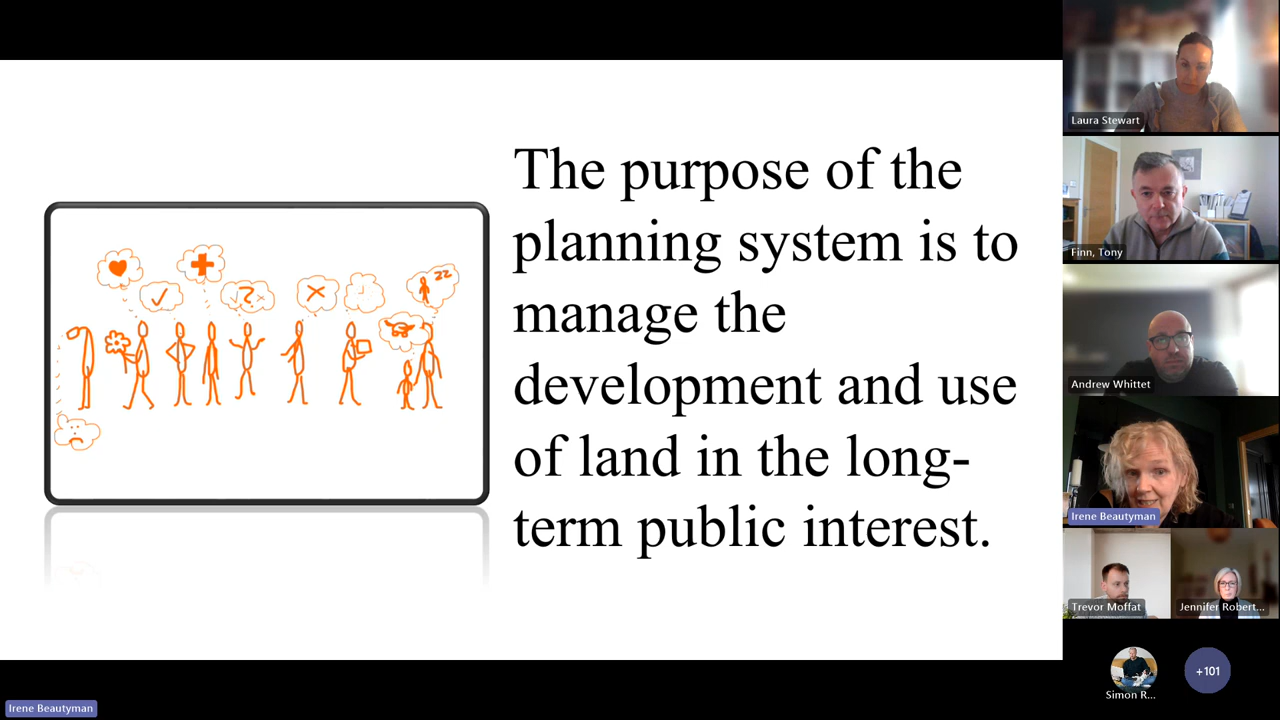 The purpose of the
planning system is to
manage the
development and use
of land in the long-
term public interest.
zz
?
Laura Stewart
Finn, Tony
Andrew Whittet
Irene Beautyman
Trevor Moffat
Jennifer Robert...
Simon R...
+101
Irene Beautyman